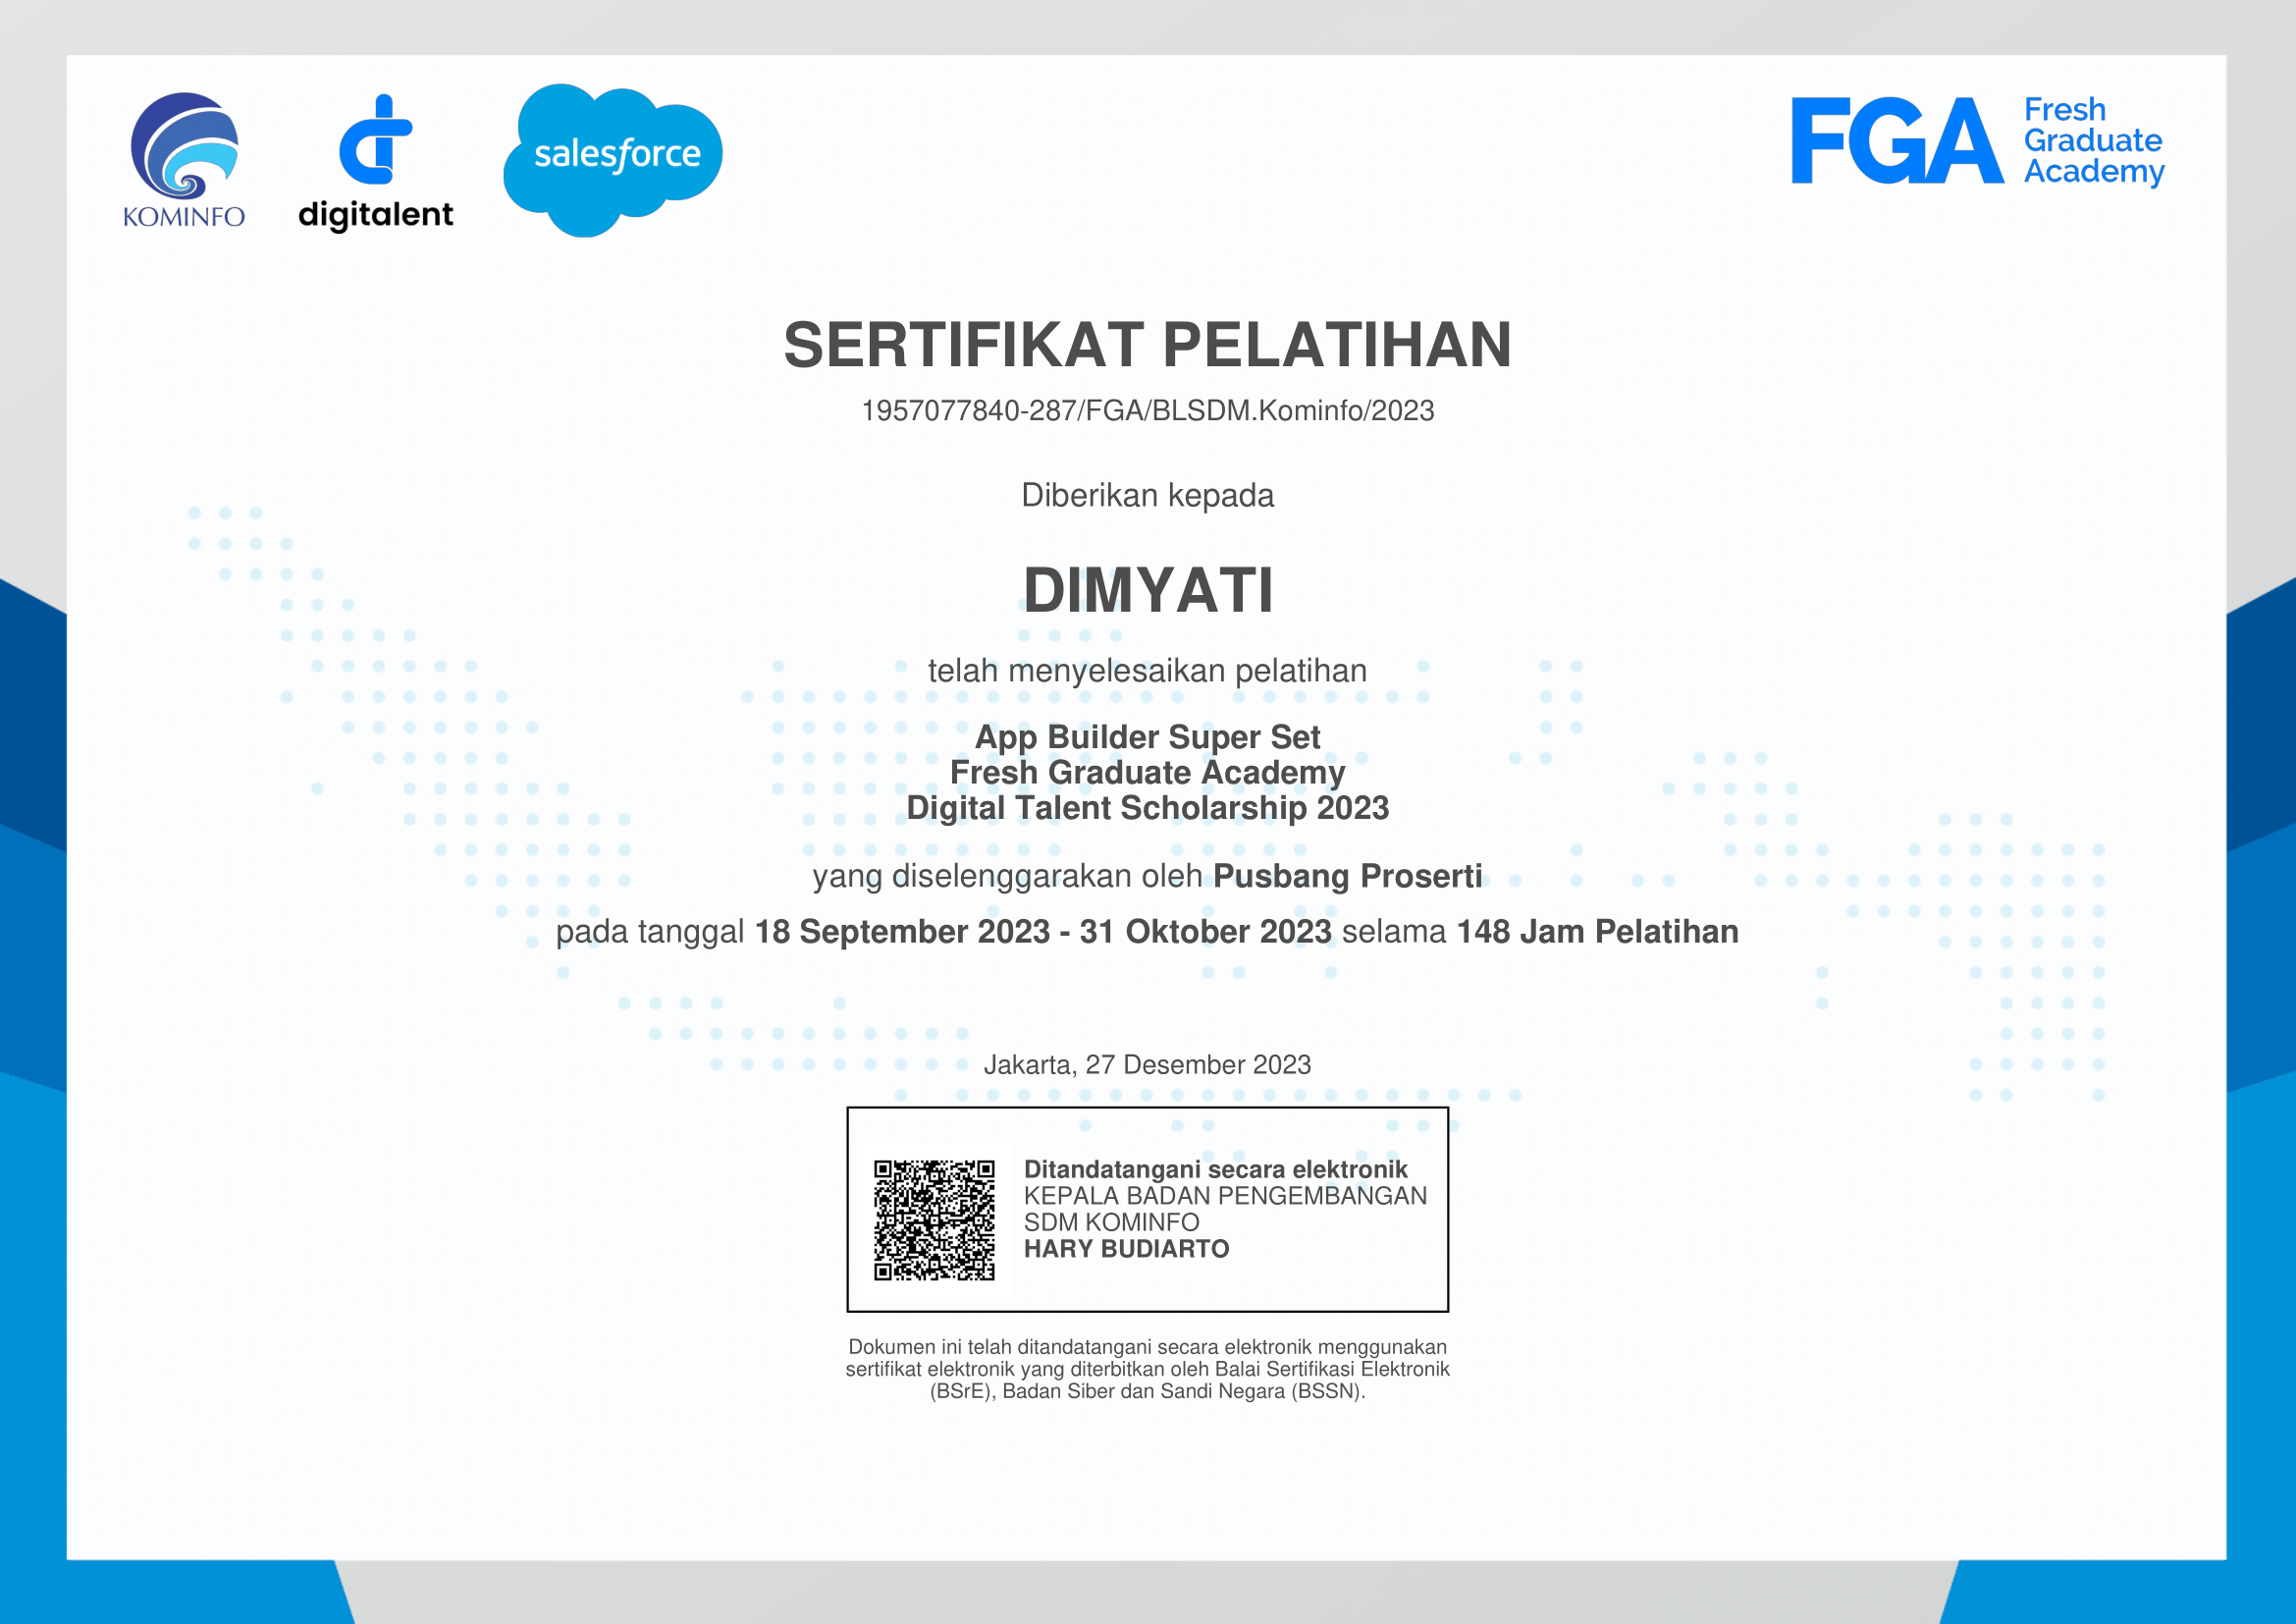 KOMINFO
digitalent
salesforce
FGA
Fresh
Graduate
Academy
SERTIFIKAT PELATIHAN
1957077840-287/FGA/BLSDM.Kominfo/2023
Diberikan kepada
DIMYATI
telah menyelesaikan pelatihan
App Builder Super Set
Fresh Graduate Academy
Digital Talent Scholarship 2023
yang diselenggarakan oleh Pusbang Proserti
pada tanggal 18 September 2023 - 31 Oktober 2023 selama 148 Jam Pelatihan
Jakarta, 27 Desember 2023
Ditandatangani secara elektronik
KEPALA BADAN PENGEMBANGAN
SDM KOMINFO
HARY BUDIARTO
Dokumen ini telah ditandatangani secara elektronik menggunakan
sertifikat elektronik yang diterbitkan oleh Balai Sertifikasi Elektronik
(BSrE), Badan Siber dan Sandi Negara (BSSN).